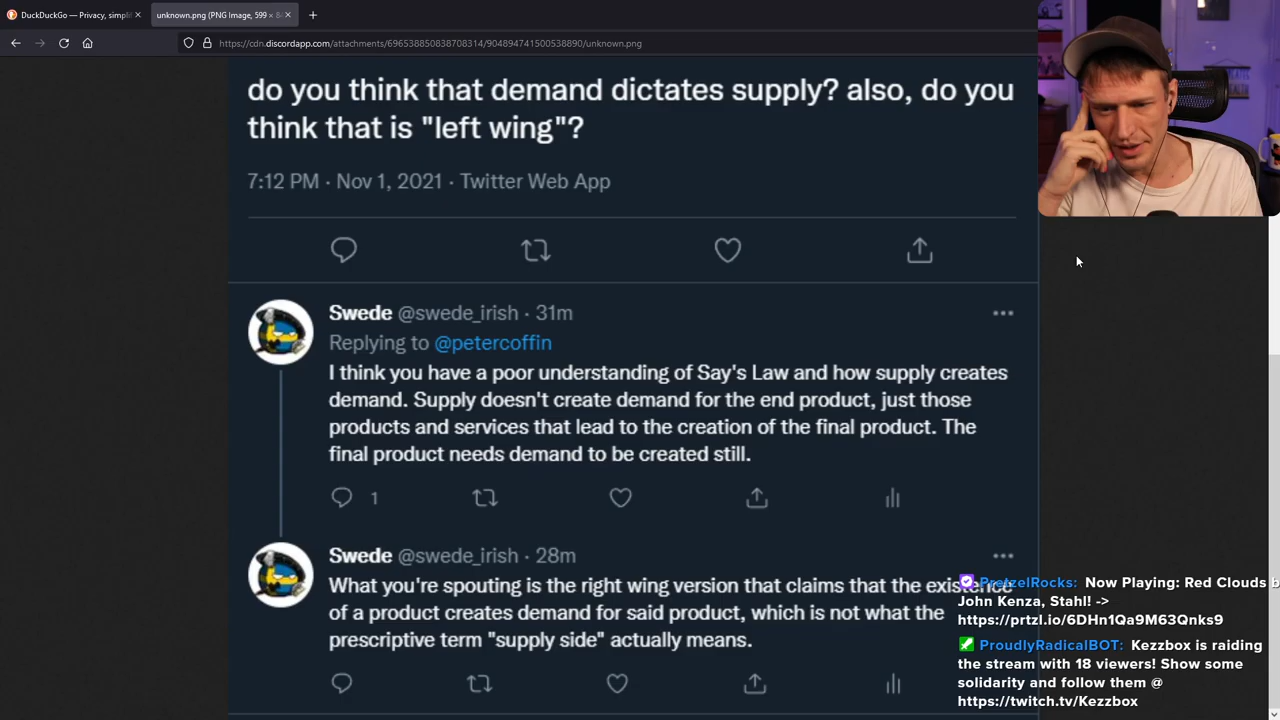 DuckDuckGo — Privacy, simpli
unknown.png (PNG Image, 599 ×
https://cdn.discordapp.com/attachments/696538850838708314/904894741500538890/unknown.png
do you think that demand dictates supply? also, do you
think that is "left wing"?
7:12 PM · Nov 1, 2021 · Twitter Web App
Swede @swede_irish · 31m
Replying to @petercoffin
I think you have a poor understanding of Say's Law and how supply creates
demand. Supply doesn't create demand for the end product, just those
products and services that lead to the creation of the final product. The
final product needs demand to be created still.
1
Swede @swede_irish · 28m
What you're spouting is the right wing version that claims that the existence
of a product creates demand for said product, which is not what the
prescriptive term "supply side" actually means.
PretzelRocks: Now Playing: Red Clouds b
John Kenza, Stahl! ->
https://prtzl.io/6DHn1Qa9M63Qnks9
ProudlyRadicalBOT: Kezzbox is raiding
the stream with 18 viewers! Show some
solidarity and follow them @
https://twitch.tv/Kezzbox